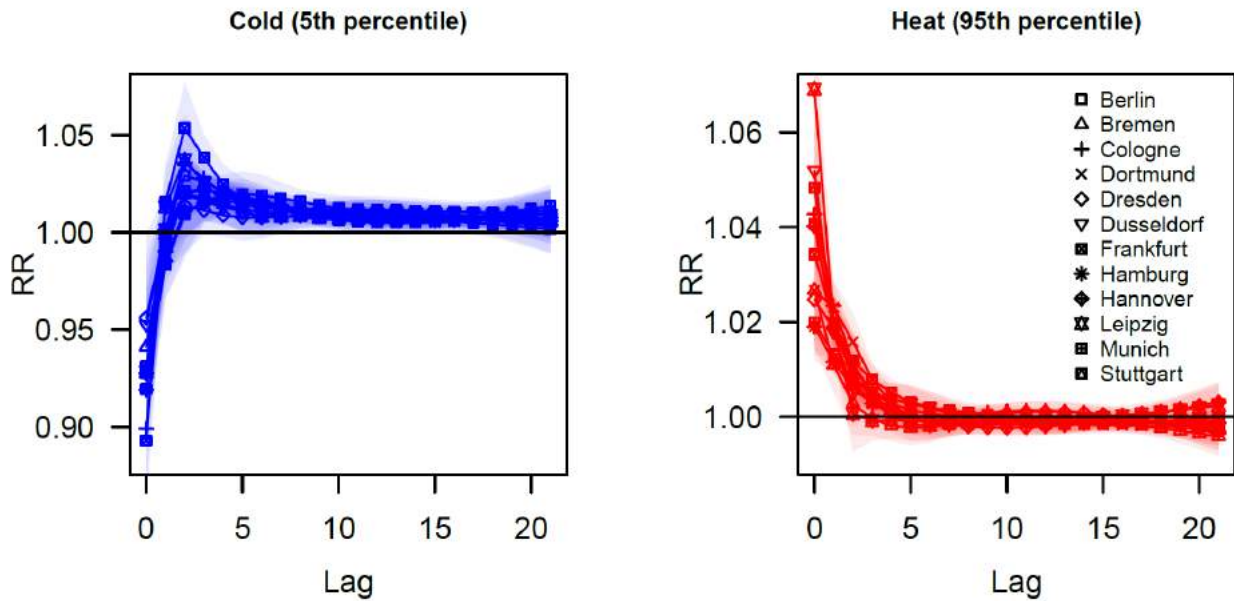 Cold (5th percentile)
RR
1.05
1.00
0.95
0.90
0 5 10 15 20
Lag
Heat (95th percentile)
RR
1.06
1.04
1.02
1.00
0 5 10 15 20
Lag
Berlin
Bremen
Cologne
Dortmund
Dresden
Dusseldorf
Frankfurt
Hamburg
Hannover
Leipzig
Munich
Stuttgart